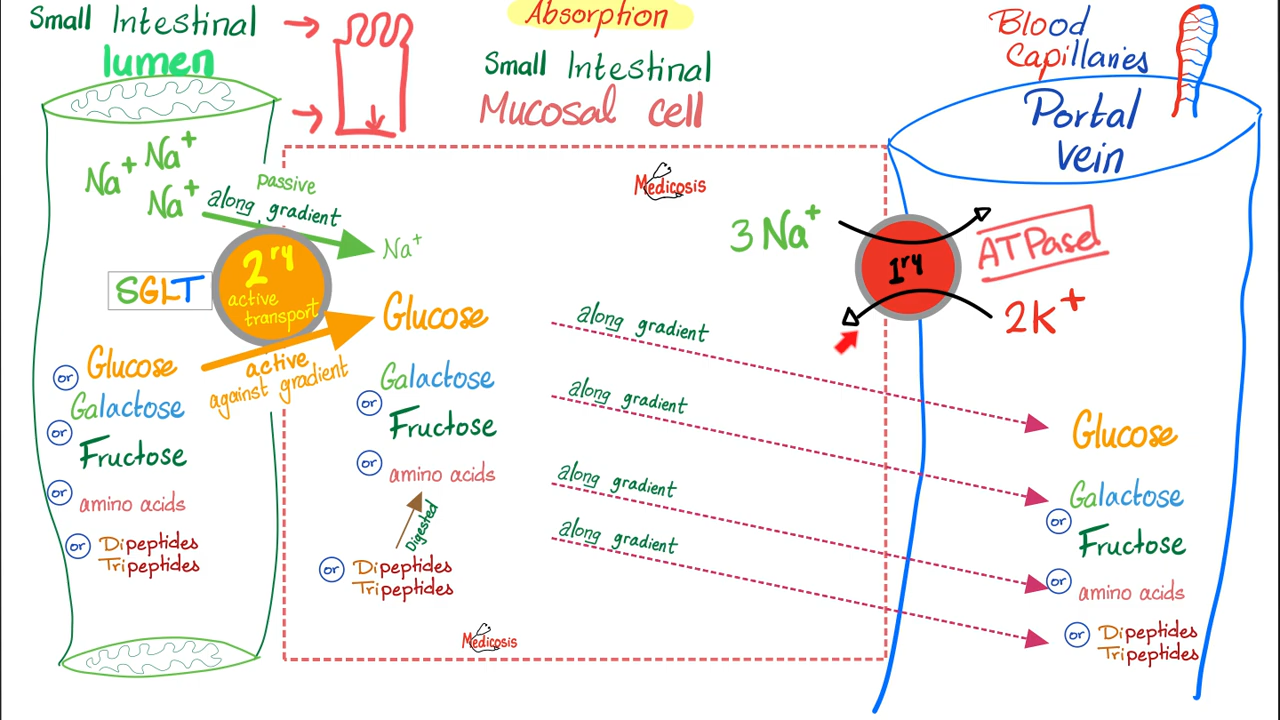 Small Intestinal
lumen
Absorption
Small Intestinal
Mucosal cell
Blood
Capillaries
Portal
vein
Na+ Na+
Na+
passive
along gradient
Na+
SGLT
2ry
active
transport
Glucose
active
against gradient
or Glucose
Galactose
or
Fructose
or
amino acids
or Dipeptides
Tripeptides
Galactose
or
Fructose
or
amino acids
Digested
or Dipeptides
Tripeptides
Medicosis
3 Na+
1ry
ATPase
2K+
along gradient
along gradient
along gradient
along gradient
Medicosis
Glucose
Galactose
or
Fructose
or
amino acids
or Dipeptides
Tripeptides